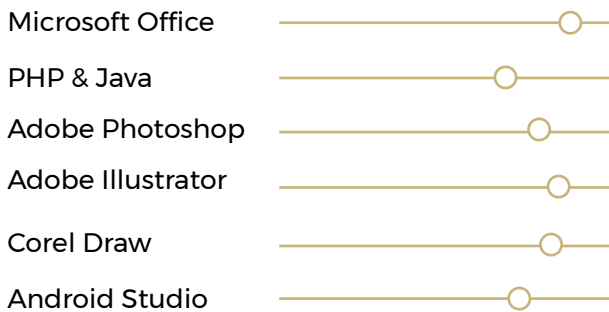 Microsoft Office
PHP & Java
Adobe Photoshop
Adobe Illustrator
Corel Draw
Android Studio